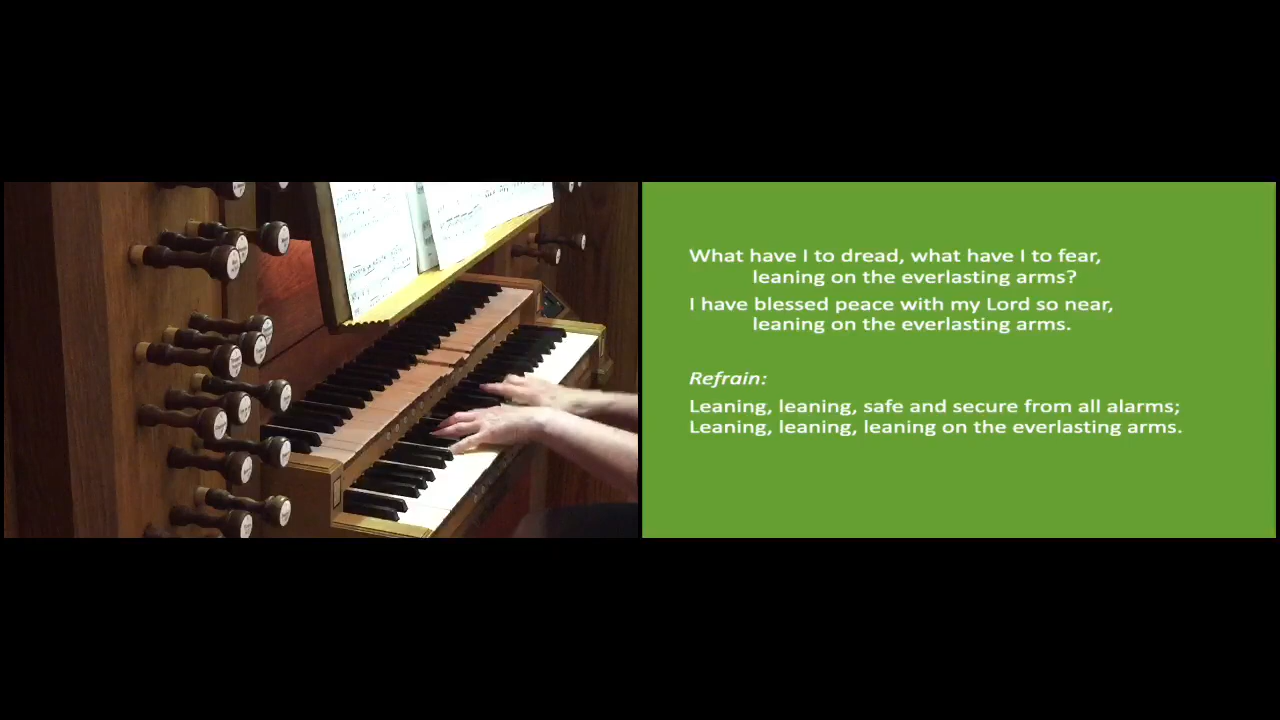 What have I to dread, what have I to fear,
leaning on the everlasting arms?
I have blessed peace with my Lord so near,
leaning on the everlasting arms.
Refrain:
Leaning, leaning, safe and secure from all alarms;
Leaning, leaning, leaning on the everlasting arms.